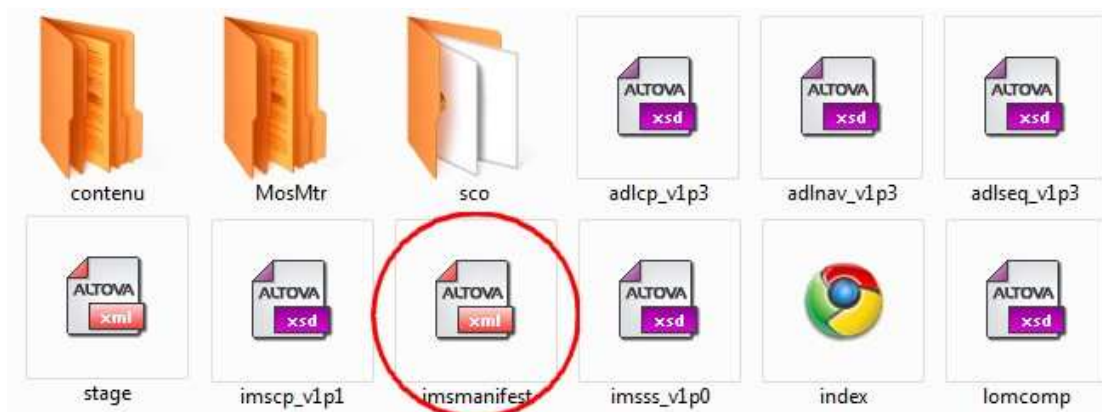 ALTOVA ALTOVA ALTOVA
xsd xsd xsd
contenu MosMtr sco adlcp_v1p3 adlnav_v1p3 adlseq_v1p3
ALTOVA ALTOVA ALTOVA ALTOVA ALTOVA
xml xsd xml xsd xsd
stage imscp_v1p1 imsmanifest imsss_v1p0 index lomcomp